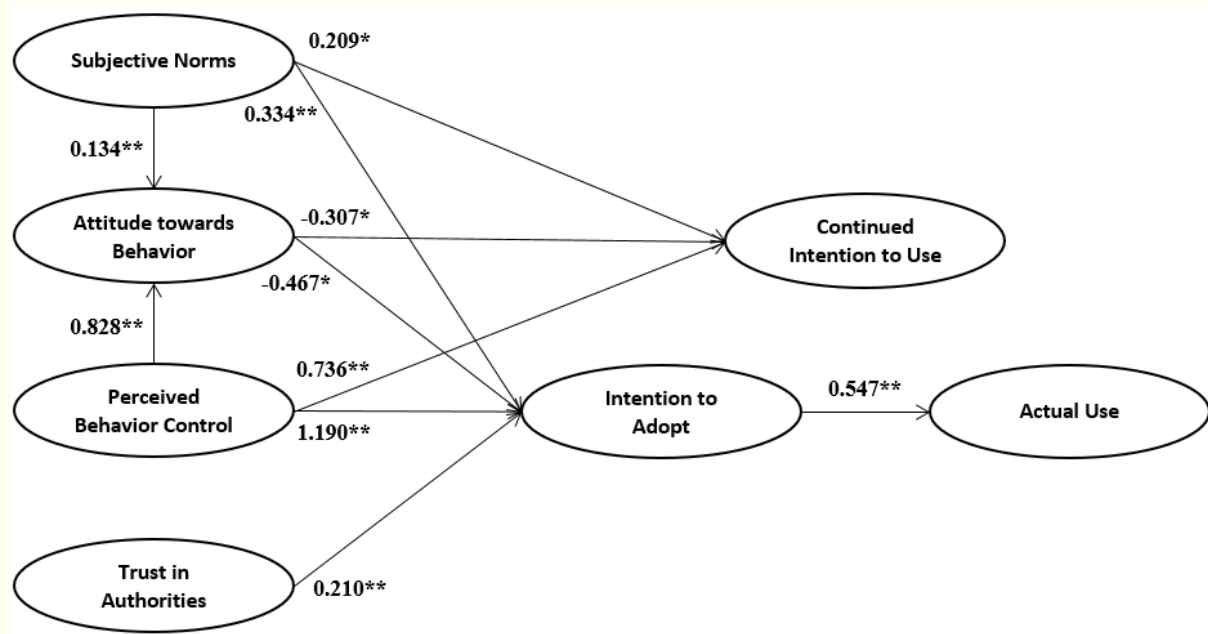 Subjective Norms
0.209*
0.334**
0.134**
Attitude towards
Behavior
-0.307*
-0.467*
Continued
Intention to Use
0.828**
Perceived
Behavior Control
0.736**
1.190**
Intention to
Adopt
0.547**
Actual Use
Trust in
Authorities
0.210**